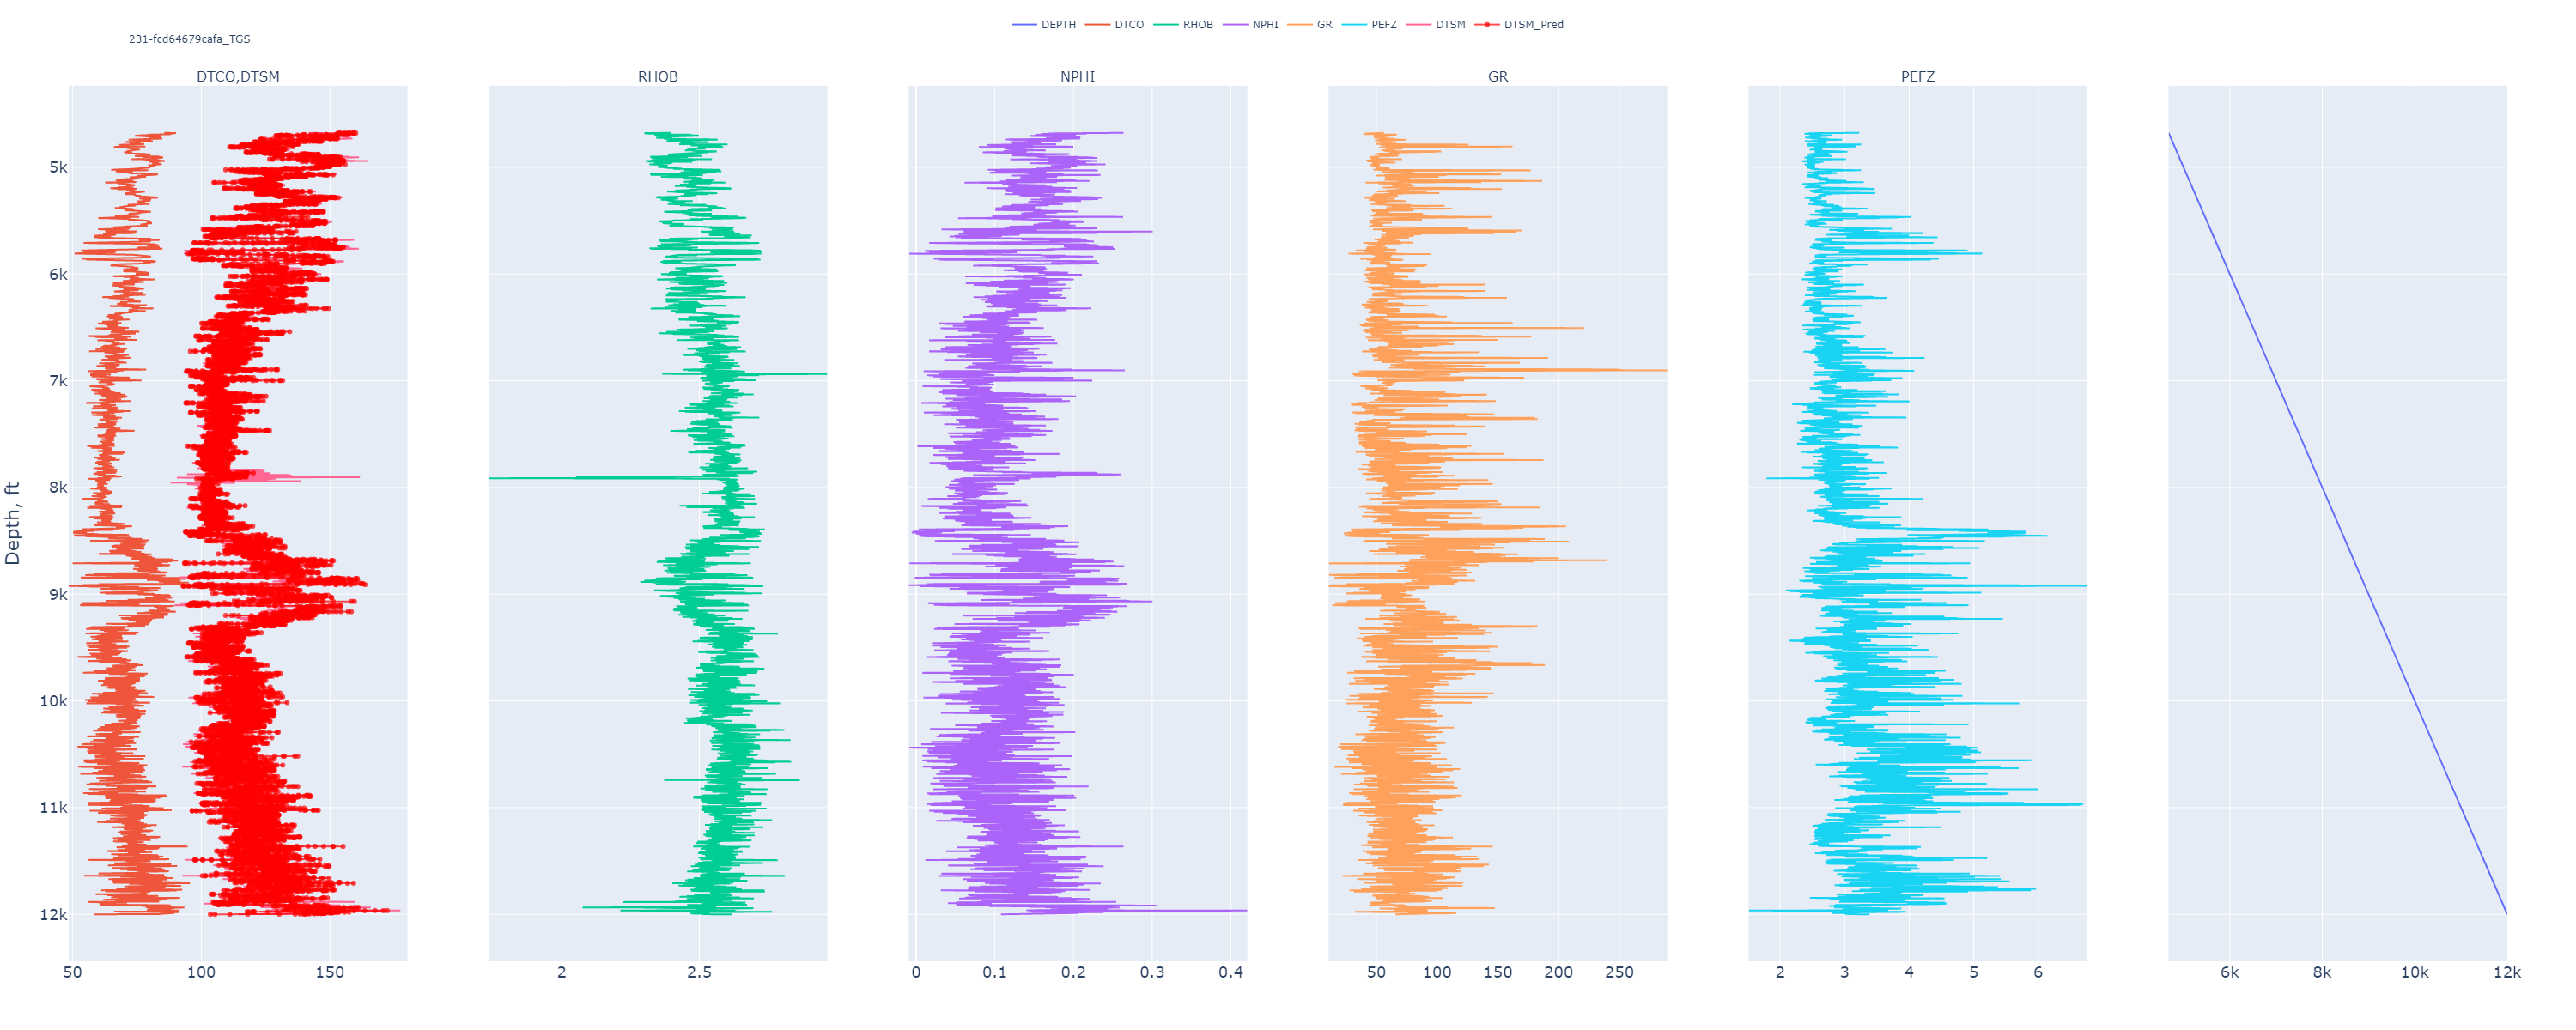 DEPTH DTCO RHOB NPHI GR PEFZ DTSM DTSM_Pred
231-fcd64679cafa_TGS
DTCO,DTSM RHOB NPHI GR PEFZ
5k
6k
7k
8k
9k
10k
11k
12k
Depth, ft
50 100 150 2 2.5 0 0.1 0.2 0.3 0.4 50 100 150 200 250 2 3 4 5 6 6k 8k 10k 12k